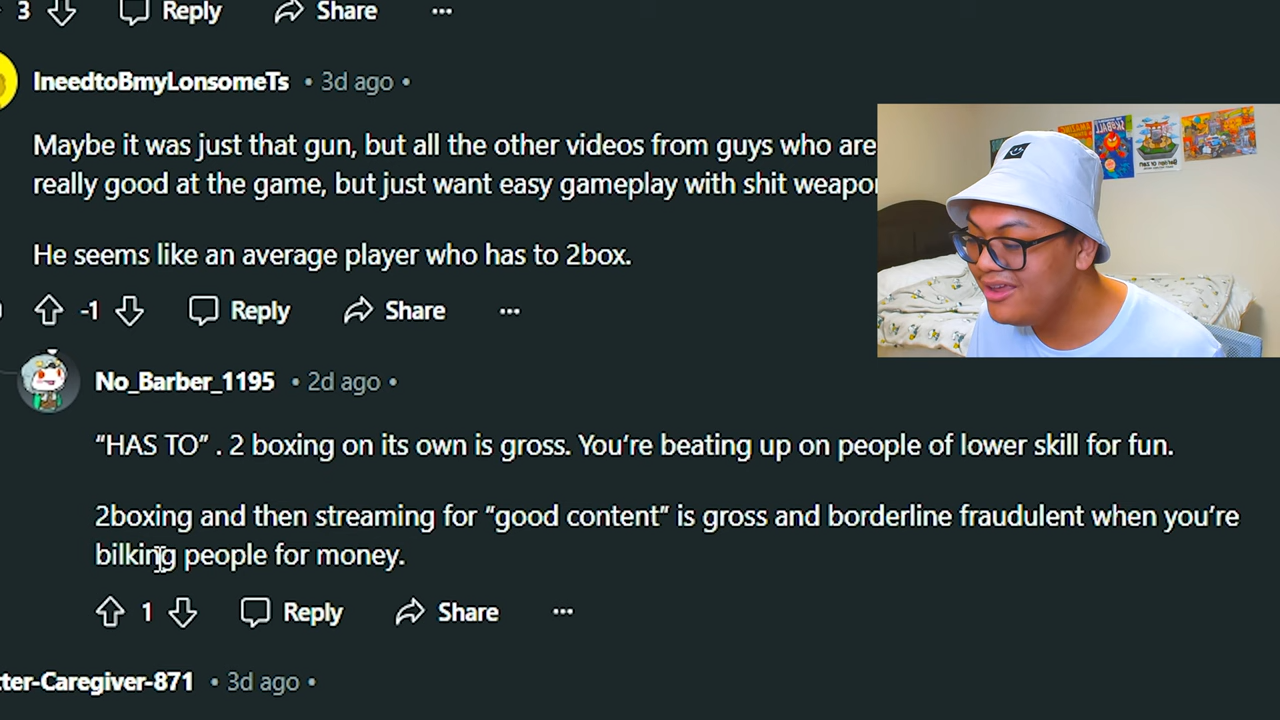 3 Reply Share
IneedtoBmyLonsomeTs • 3d ago •
Maybe it was just that gun, but all the other videos from guys who are
really good at the game, but just want easy gameplay with shit weapon
He seems like an average player who has to 2box.
-1 Reply Share
No_Barber_1195 • 2d ago •
“HAS TO” . 2 boxing on its own is gross. You’re beating up on people of lower skill for fun.
2boxing and then streaming for “good content” is gross and borderline fraudulent when you’re
bilking people for money.
1 Reply Share
tter-Caregiver-871 • 3d ago •